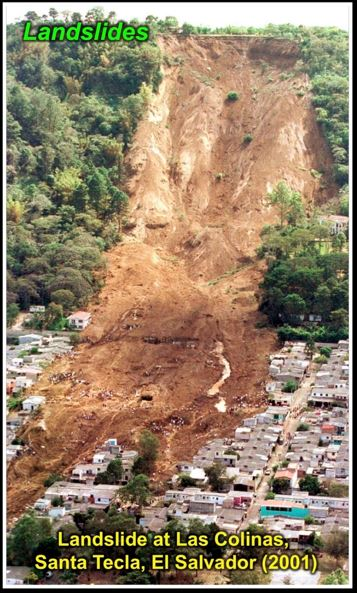 Landslides
Landslide at Las Colinas,
Santa Tecla, El Salvador (2001)